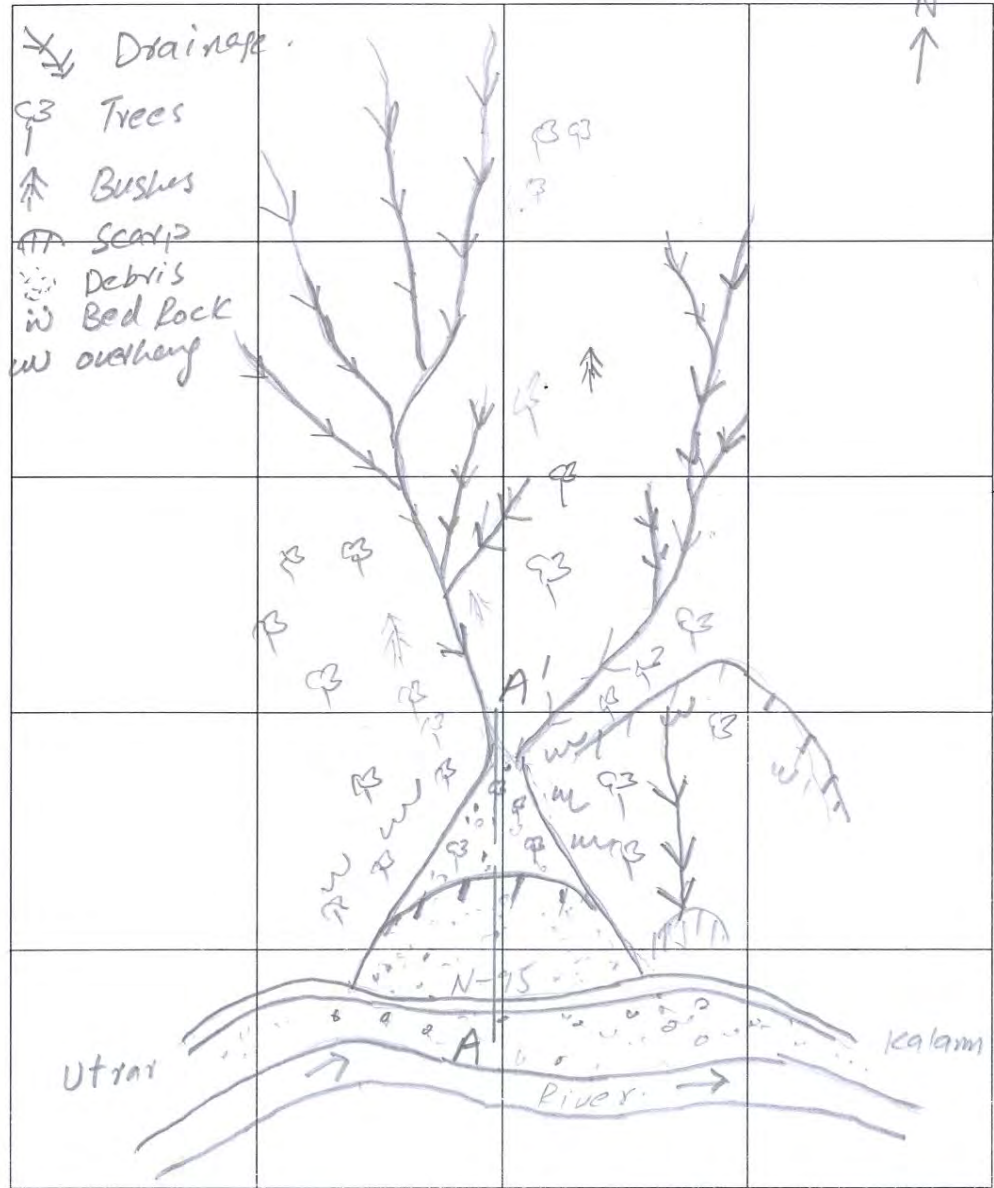 N
Drainage.
Trees
Bushes
Scarp
Debris
Bed Rock
overhang
A'
N-95
A
Utrar
Kalam
River.